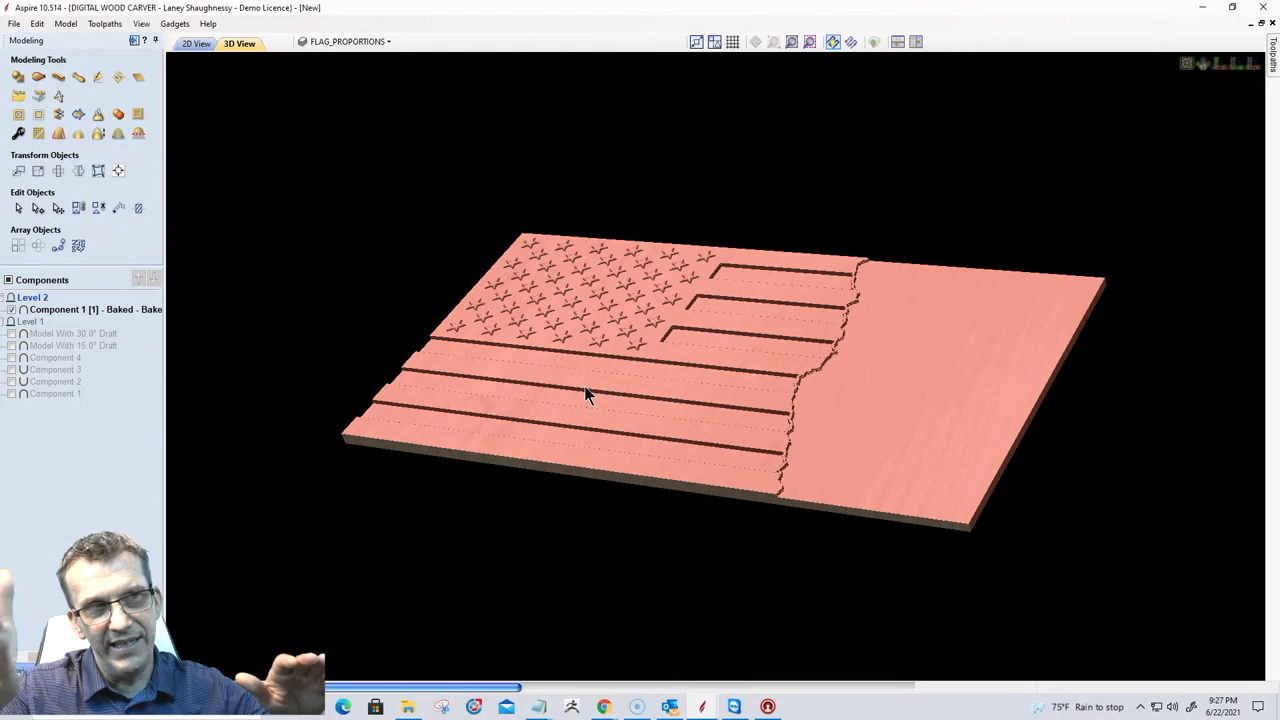 Aspire 10.514 - (DIGITAL WOOD CARVER - Laney Shaughnessy - Demo Licence) - [New]
File Edit Model Toolpaths View Gadgets Help
Modeling ?
2D View 3D View FLAG_PROPORTIONS
Toolpaths
Modeling Tools
Transform Objects
Edit Objects
Array Objects
Components
Level 2
Component 1 [1] - Baked - Bake
Level 1
Model With 30.0° Draft
Model With 15.0° Draft
Component 4
Component 3
Component 2
Component 1
75°F Rain to stop
9:27 PM
6/22/2021